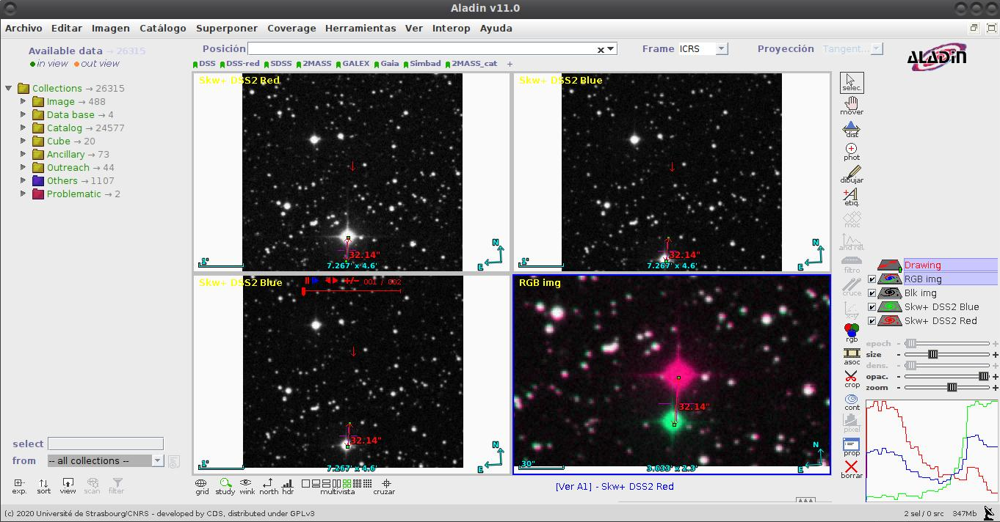 Aladin v11.0
Archivo Editar Imagen Catálogo Superponer Coverage Herramientas Ver Interop Ayuda
Available data → 26315
in view out view
Posición
Frame ICRS
Proyección Tangent...
ALADIN
DSS DSS-red SDSS 2MASS GALEX Gaia Simbad 2MASS_cat +
Collections → 26315
Image → 488
Data base → 4
Catalog → 24577
Cube → 20
Ancillary → 73
Outreach → 44
Others → 1107
Problematic → 2
Skw+ DSS2 Red
32.14"
N
E
1'
7.267' x 4.6'
Skw+ DSS2 Blue
32.14"
N
E
1'
7.267' x 4.6'
Skw+ DSS2 Blue
+/- 001 / 002
32.14"
N
E
1'
7.267' x 4.6'
RGB img
32.14"
N
E
30"
3.633' x 2.3'
selec.
mover
dist
phot
dibujar
etiq.
moc
and rel.
filtro
cruce
x-y
rgb
asoc
crop
cont
pixel
prop
borrar
Drawing
RGB img
Blk img
Skw+ DSS2 Blue
Skw+ DSS2 Red
epoch - +
size - +
dens. - +
opac. - +
zoom - +
select
from -- all collections --
exp. sort view scan filter
grid study wink north hdr multivista cruzar
[Ver A1] - Skw+ DSS2 Red
(c) 2020 Université de Strasbourg/CNRS - developed by CDS, distributed under GPLv3
2 sel / 0 src 347Mb